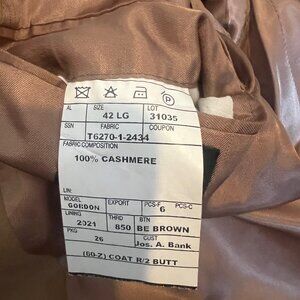 AL SIZE LOT
42 LG 31035
SSN FABRIC COUPON
T6270-1-2434
FABRIC COMPOSITION
100% CASHMERE
LIN:
MODEL EXPORT PCS-F PCS-C
GORDON 6
LINING THRD BTN
2021 850 BE BROWN
PKG CUST
26 Jos. A. Bank
(60-Z) COAT R/2 BUTT